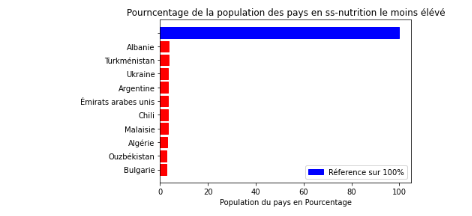 Pourncentage de la population des pays en ss-nutrition le moins élévé
Albanie
Turkménistan
Ukraine
Argentine
Émirats arabes unis
Chili
Malaisie
Algérie
Ouzbékistan
Bulgarie
Réference sur 100%
0 20 40 60 80 100
Population du pays en Pourcentage